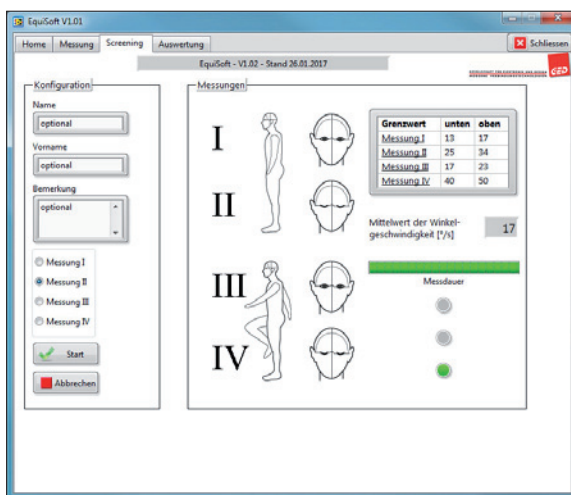 EquiSoft V1.01
Home Messung Screening Auswertung Schliessen
EquiSoft - V1.02 - Stand 26.01.2017
GED
Konfiguration
Name
optional
Vorname
optional
Bemerkung
optional
Messung I
Messung II
Messung III
Messung IV
Start
Abbrechen
Messungen
I
II
III
IV
Grenzwert unten oben
Messung I 13 17
Messung II 25 34
Messung III 17 23
Messung IV 40 50
Mittelwert der Winkel-
geschwindigkeit [°/s] 17
Messdauer